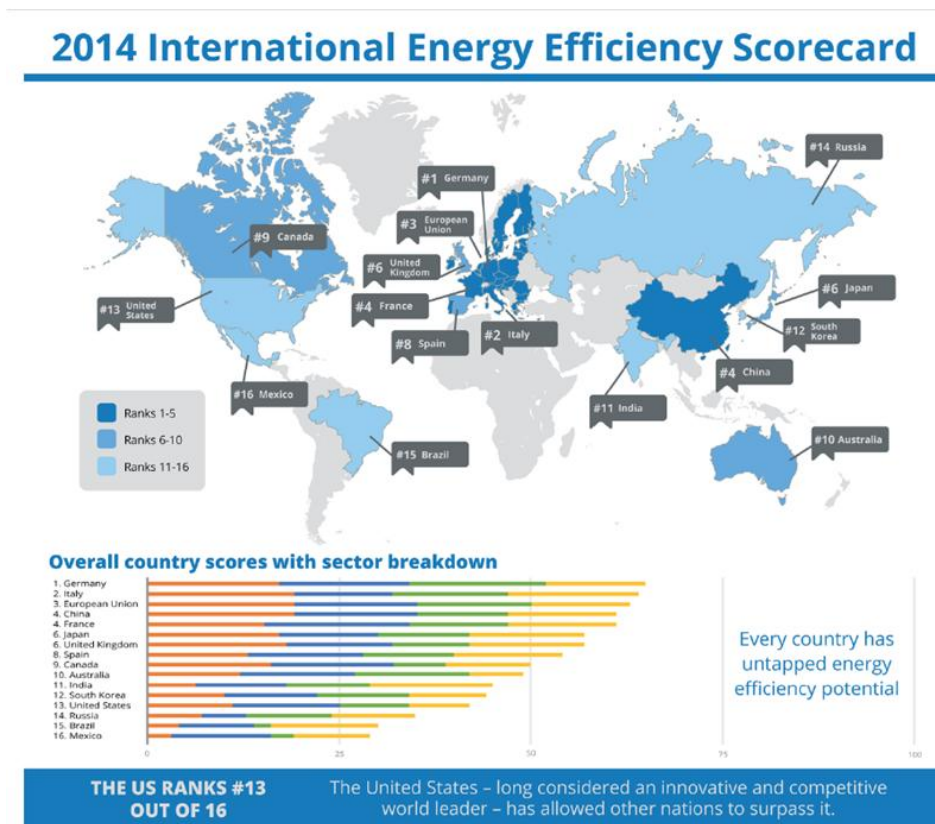 2014 International Energy Efficiency Scorecard
#14 Russia
#1 Germany
#3 European
Union
#9 Canada
#6 United
Kingdom
#6 Japan
#13 United
States
#4 France
#12 South
Korea
#8 Spain
#2 Italy
#4 China
#16 Mexico
#11 India
#15 Brazil
#10 Australia
Ranks 1-5
Ranks 6-10
Ranks 11-16
Overall country scores with sector breakdown
1. Germany
2. Italy
3. European Union
4. China
4. France
6. Japan
6. United Kingdom
8. Spain
9. Canada
10. Australia
11. India
12. South Korea
13. United States
14. Russia
15. Brazil
16. Mexico
0 25 50 75 100
Every country has
untapped energy
efficiency potential
THE US RANKS #13
OUT OF 16
The United States – long considered an innovative and competitive
world leader – has allowed other nations to surpass it.